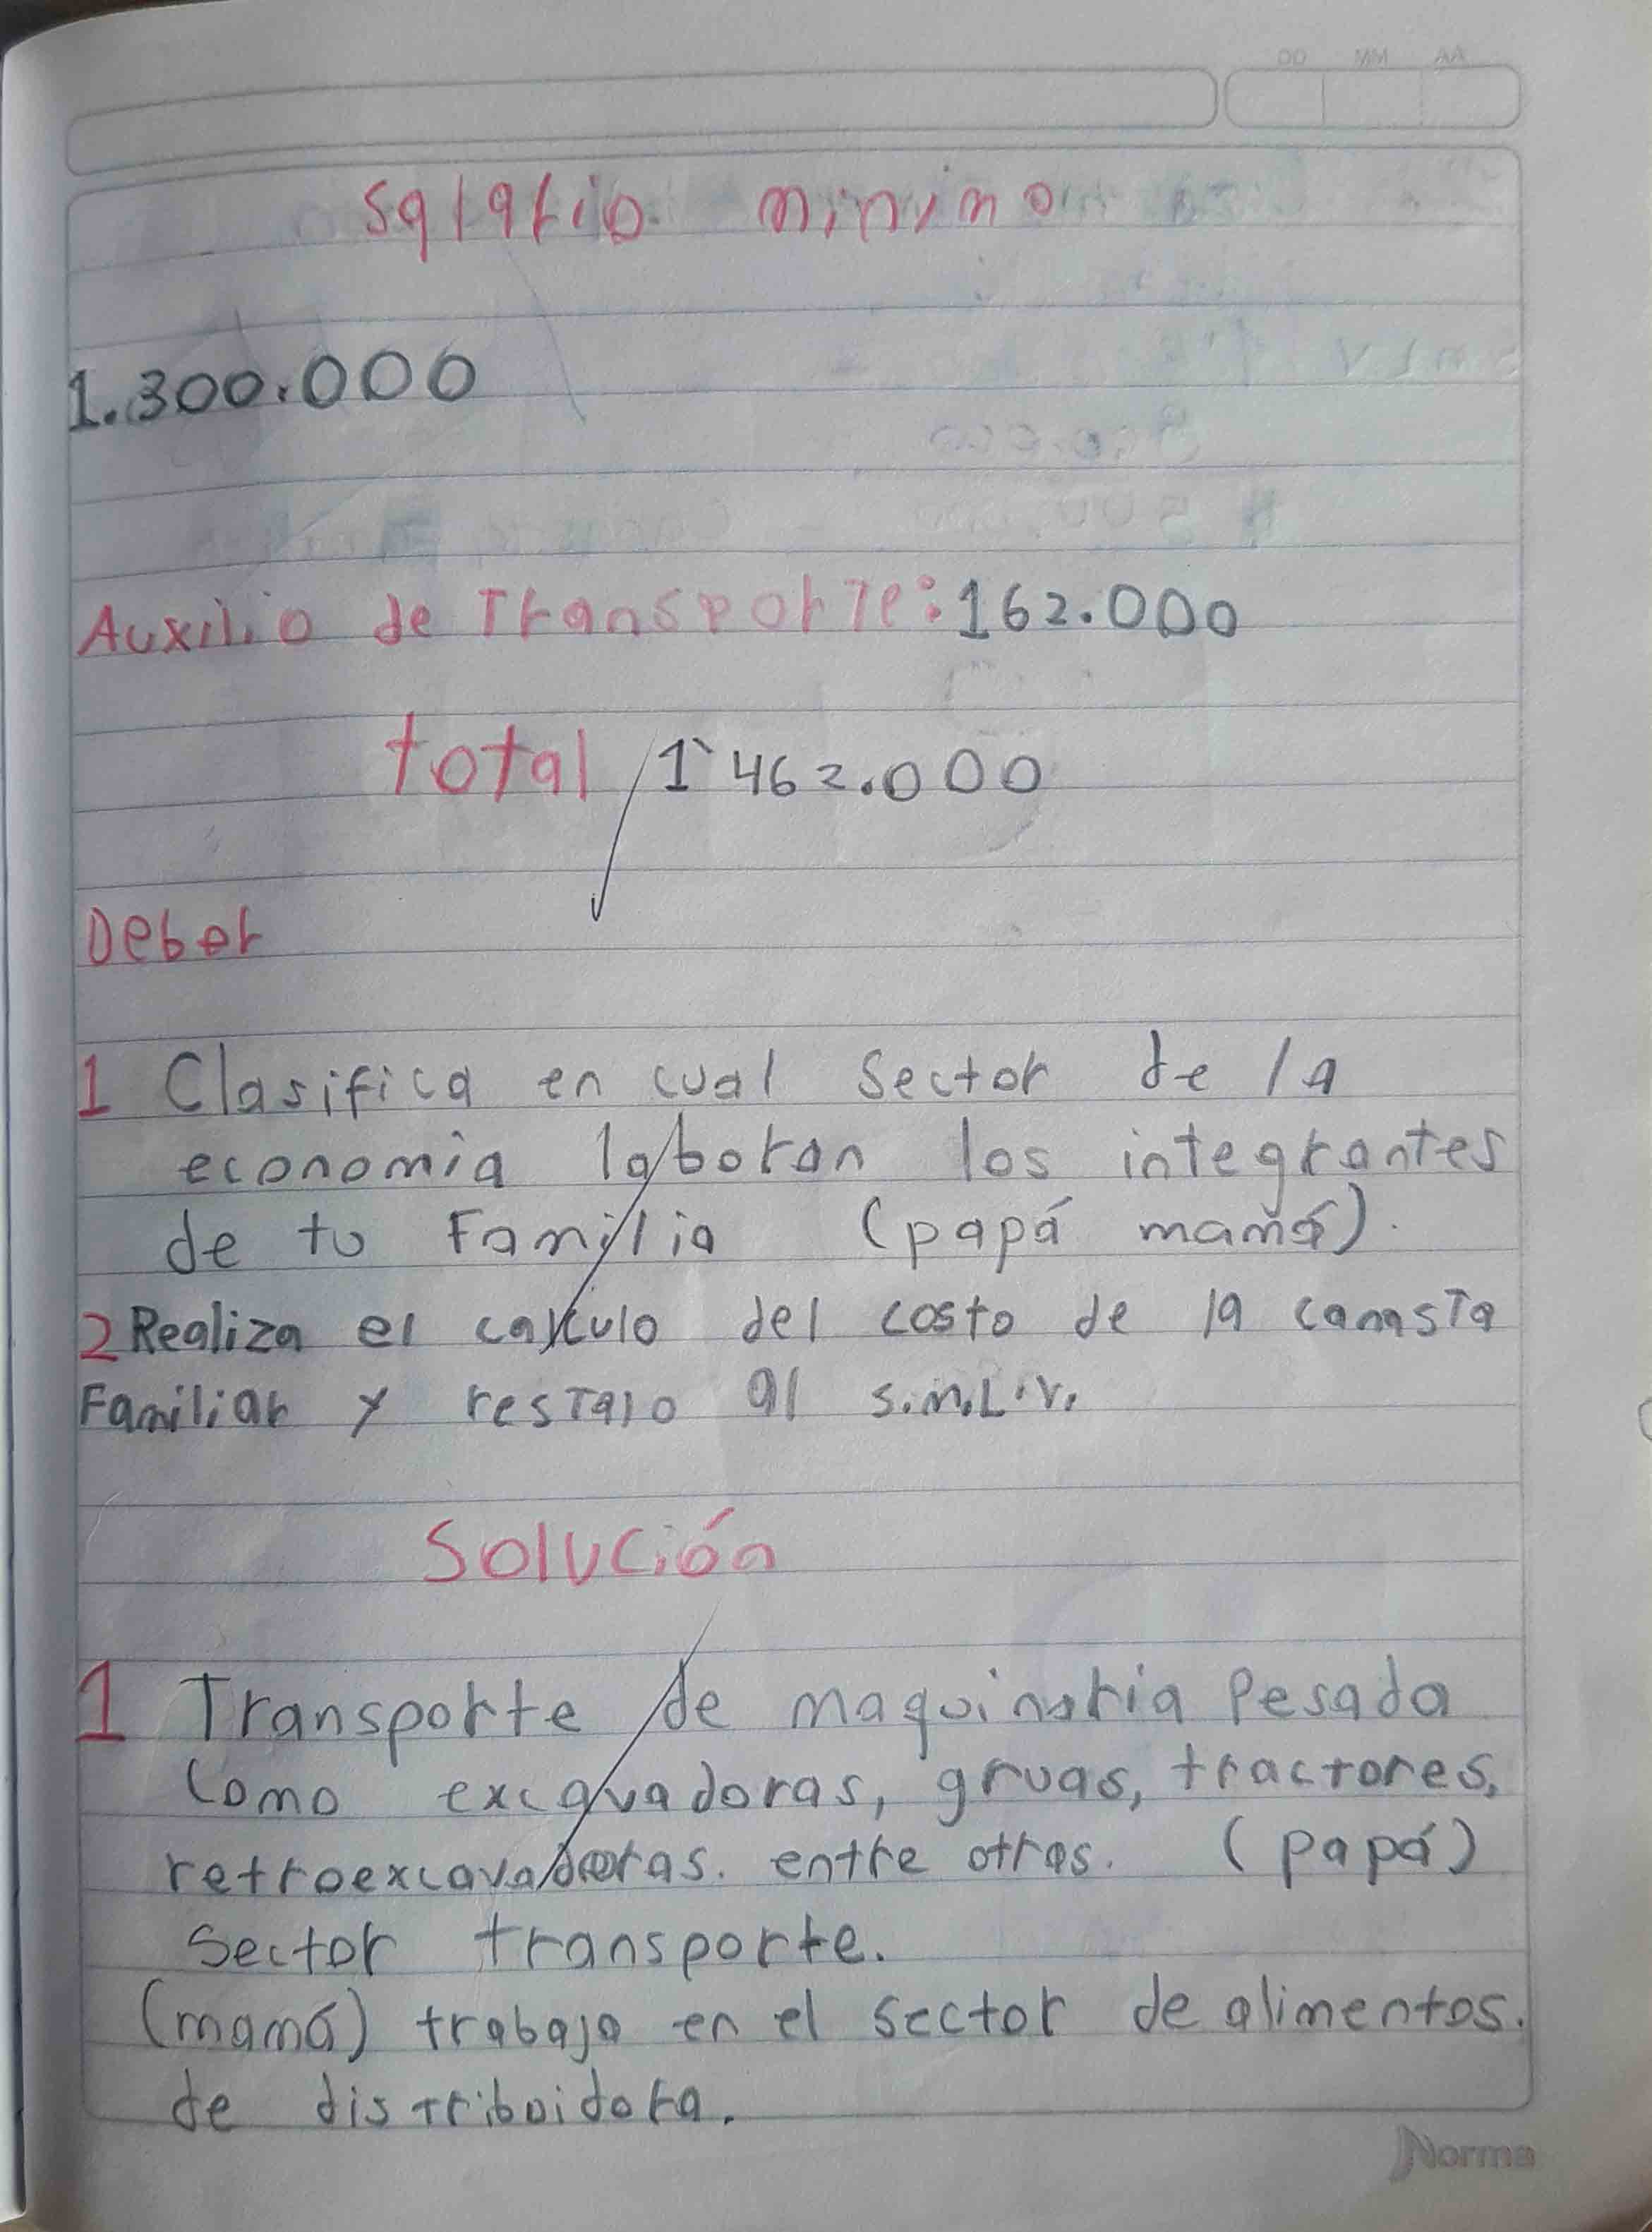 AA MM DD
Salario minimo
1.300.000
Auxilio de Transporte: 162.000
total 1`462.000
Deber
1 Clasifica en cual sector de la
economia laboran los integrantes
de tu Familia (papá mamá).
2 Realiza el calculo del costo de la canasta
Familiar y restalo al s.m.L.v.
Solución
1 Transporte de maquinaria Pesada
como excavadoras, gruas, tractores,
retroexcavadoras. entre otras. (papá)
sector transporte.
(mamá) trabaja en el sector de alimentos.
de distribuidora.
Norma